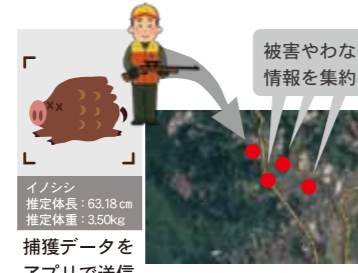 被害やわな
情報を集約
イノシシ
推定体長：63.18㎝
推定体重：3.50kg
捕獲データを
アプリで送信